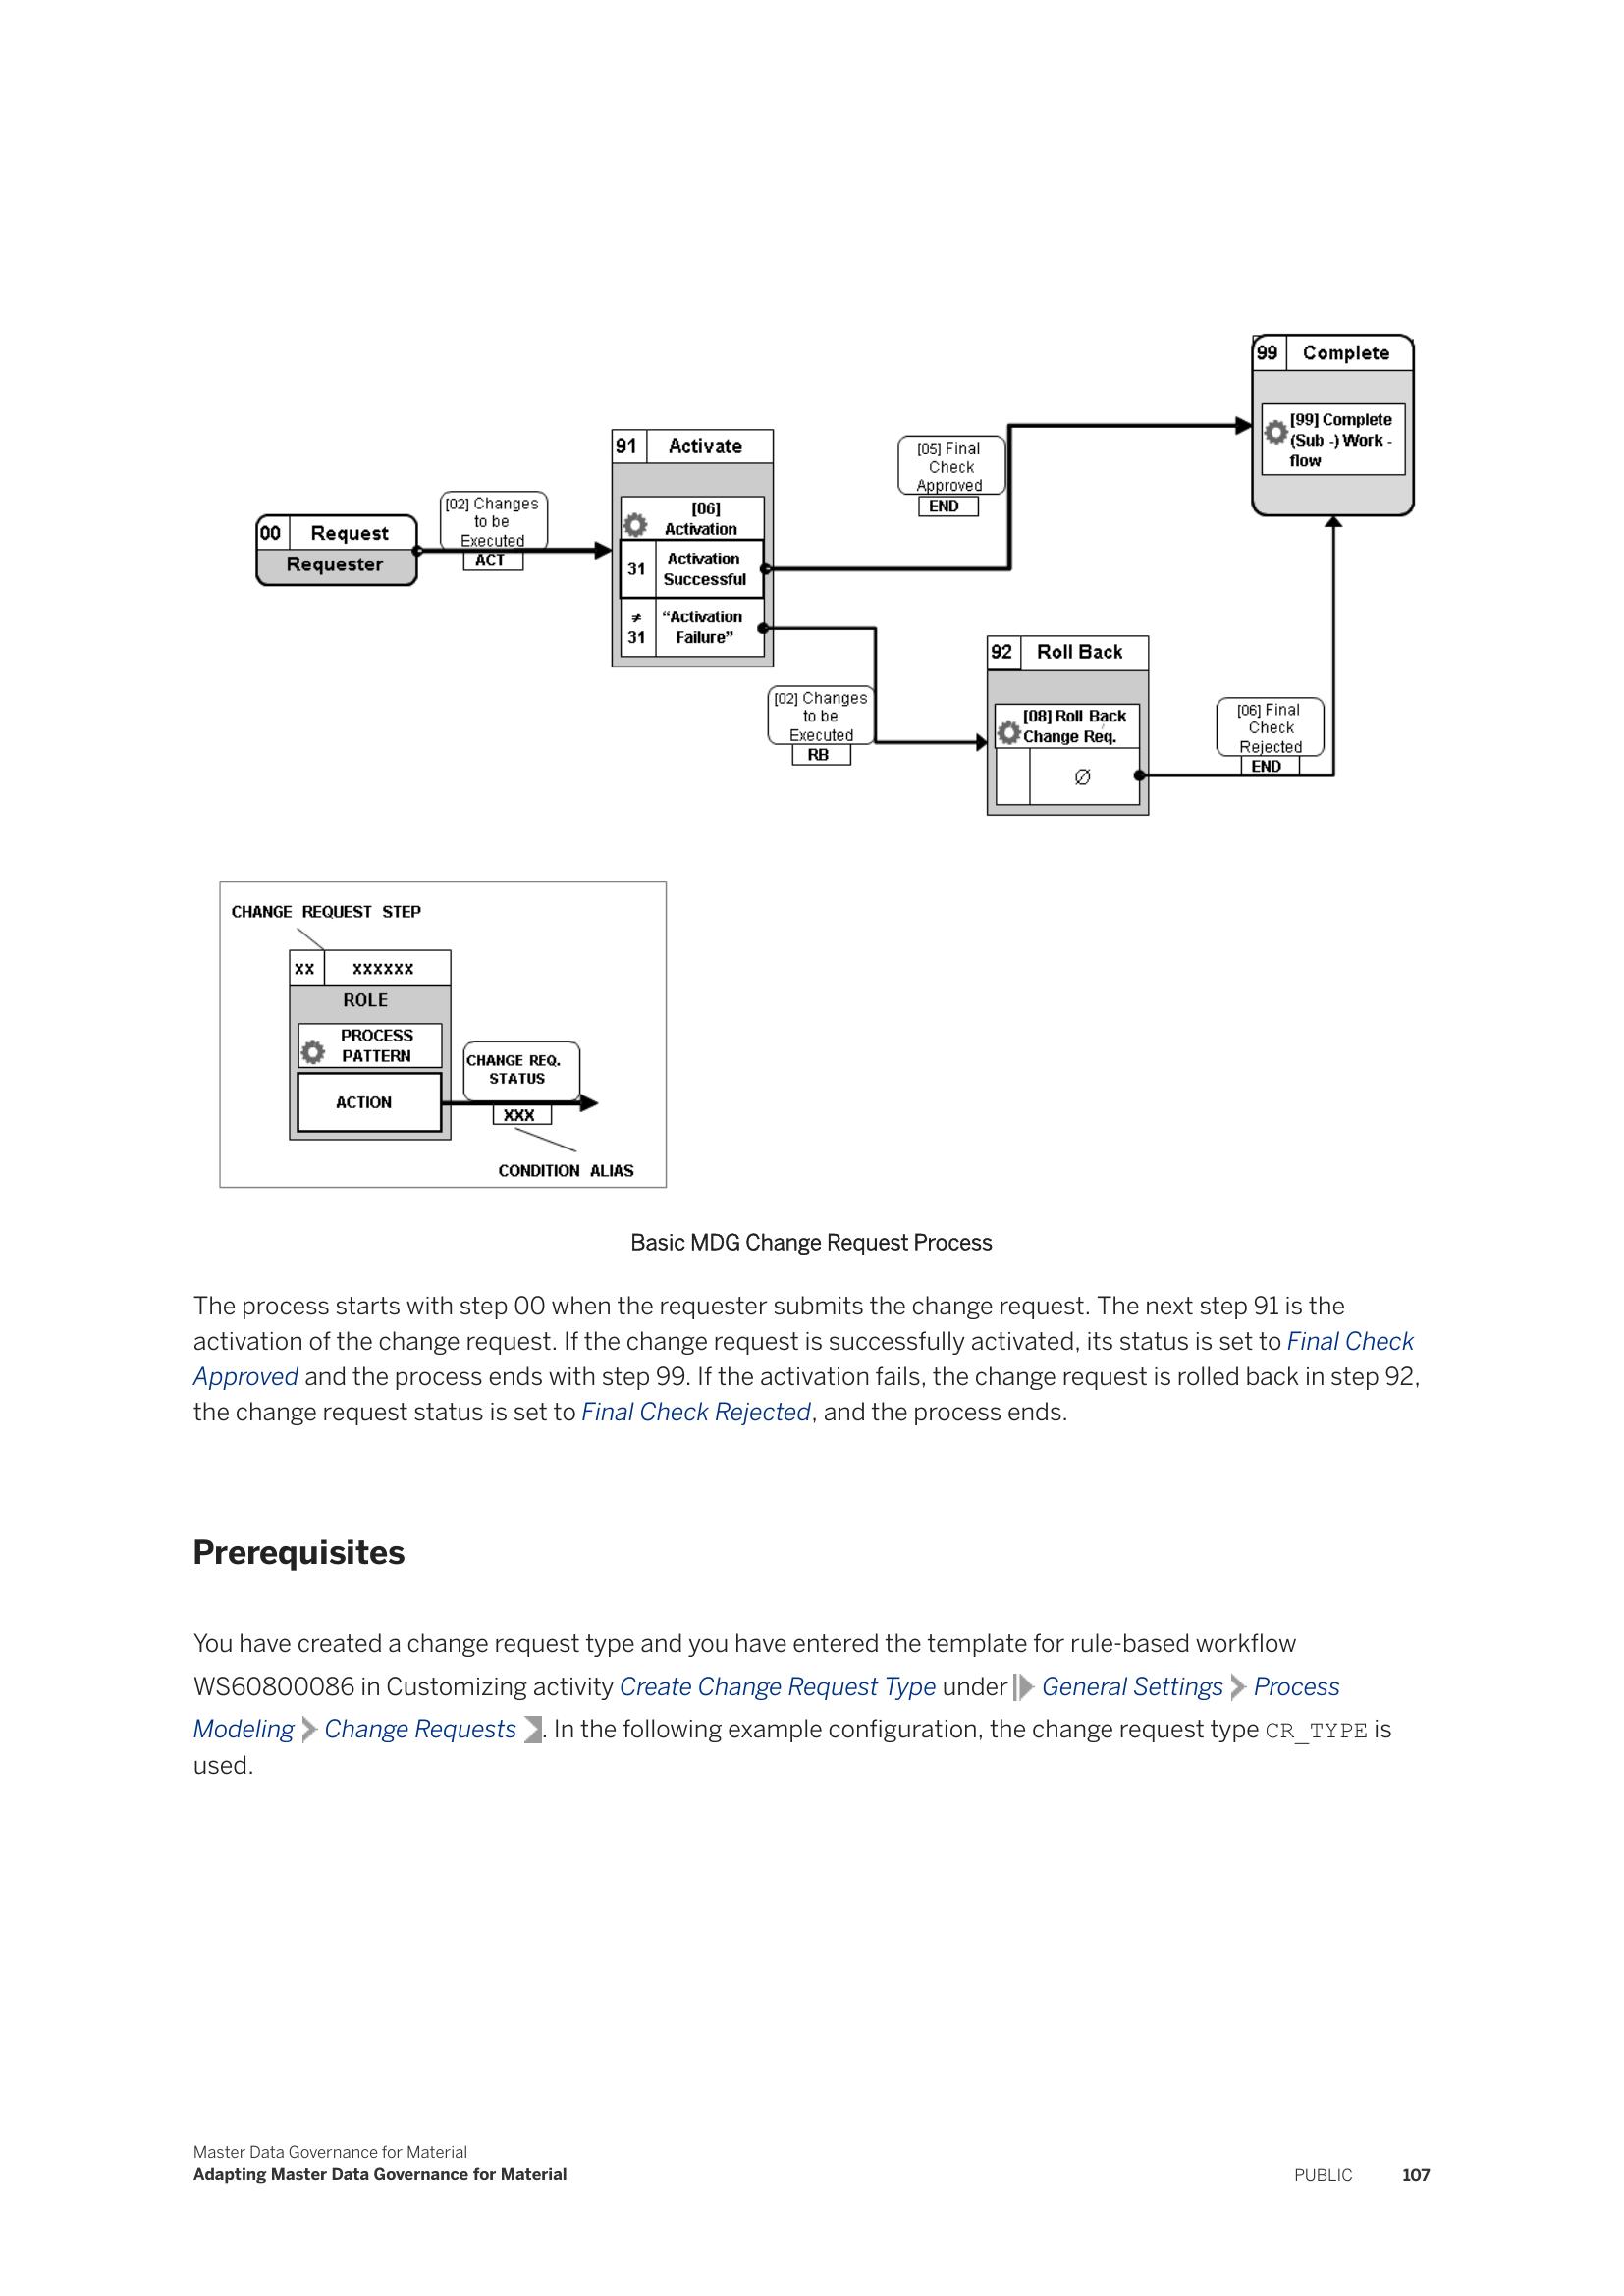 99 Complete
[99] Complete
(Sub -) Work -
flow
91 Activate
[05] Final
Check
Approved
END
[02] Changes
to be
Executed
ACT
[06]
Activation
00 Request
Requester
31 Activation
Successful
≠
31
“Activation
Failure”
92 Roll Back
[02] Changes
to be
Executed
RB
[08] Roll Back
Change Req.
∅
[06] Final
Check
Rejected
END
CHANGE REQUEST STEP
xx xxxxxx
ROLE
PROCESS
PATTERN
CHANGE REQ.
STATUS
ACTION
XXX
CONDITION ALIAS
Basic MDG Change Request Process
The process starts with step 00 when the requester submits the change request. The next step 91 is the
activation of the change request. If the change request is successfully activated, its status is set to Final Check
Approved and the process ends with step 99. If the activation fails, the change request is rolled back in step 92,
the change request status is set to Final Check Rejected, and the process ends.
Prerequisites
You have created a change request type and you have entered the template for rule-based workflow
WS60800086 in Customizing activity Create Change Request Type under General Settings Process
Modeling Change Requests . In the following example configuration, the change request type CR_TYPE is
used.
Master Data Governance for Material
Adapting Master Data Governance for Material
PUBLIC 107